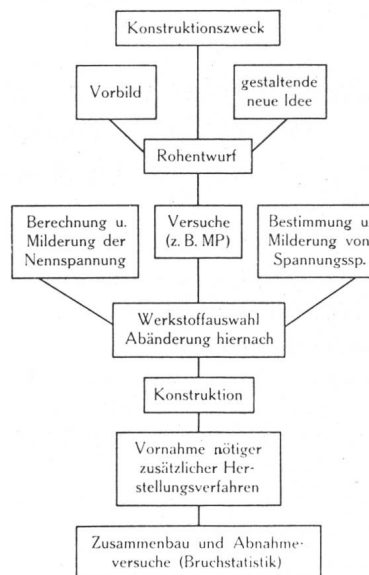 Konstruktionszweck
Vorbild
gestaltende
neue Idee
Rohentwurf
Berechnung u.
Milderung der
Nennspannung
Versuche
(z. B. MP)
Bestimmung u.
Milderung von
Spannungssp.
Werkstoffauswahl
Abänderung hiernach
Konstruktion
Vornahme nötiger
zusätzlicher Her-
stellungsverfahren
Zusammenbau und Abnahme-
versuche (Bruchstatistik)